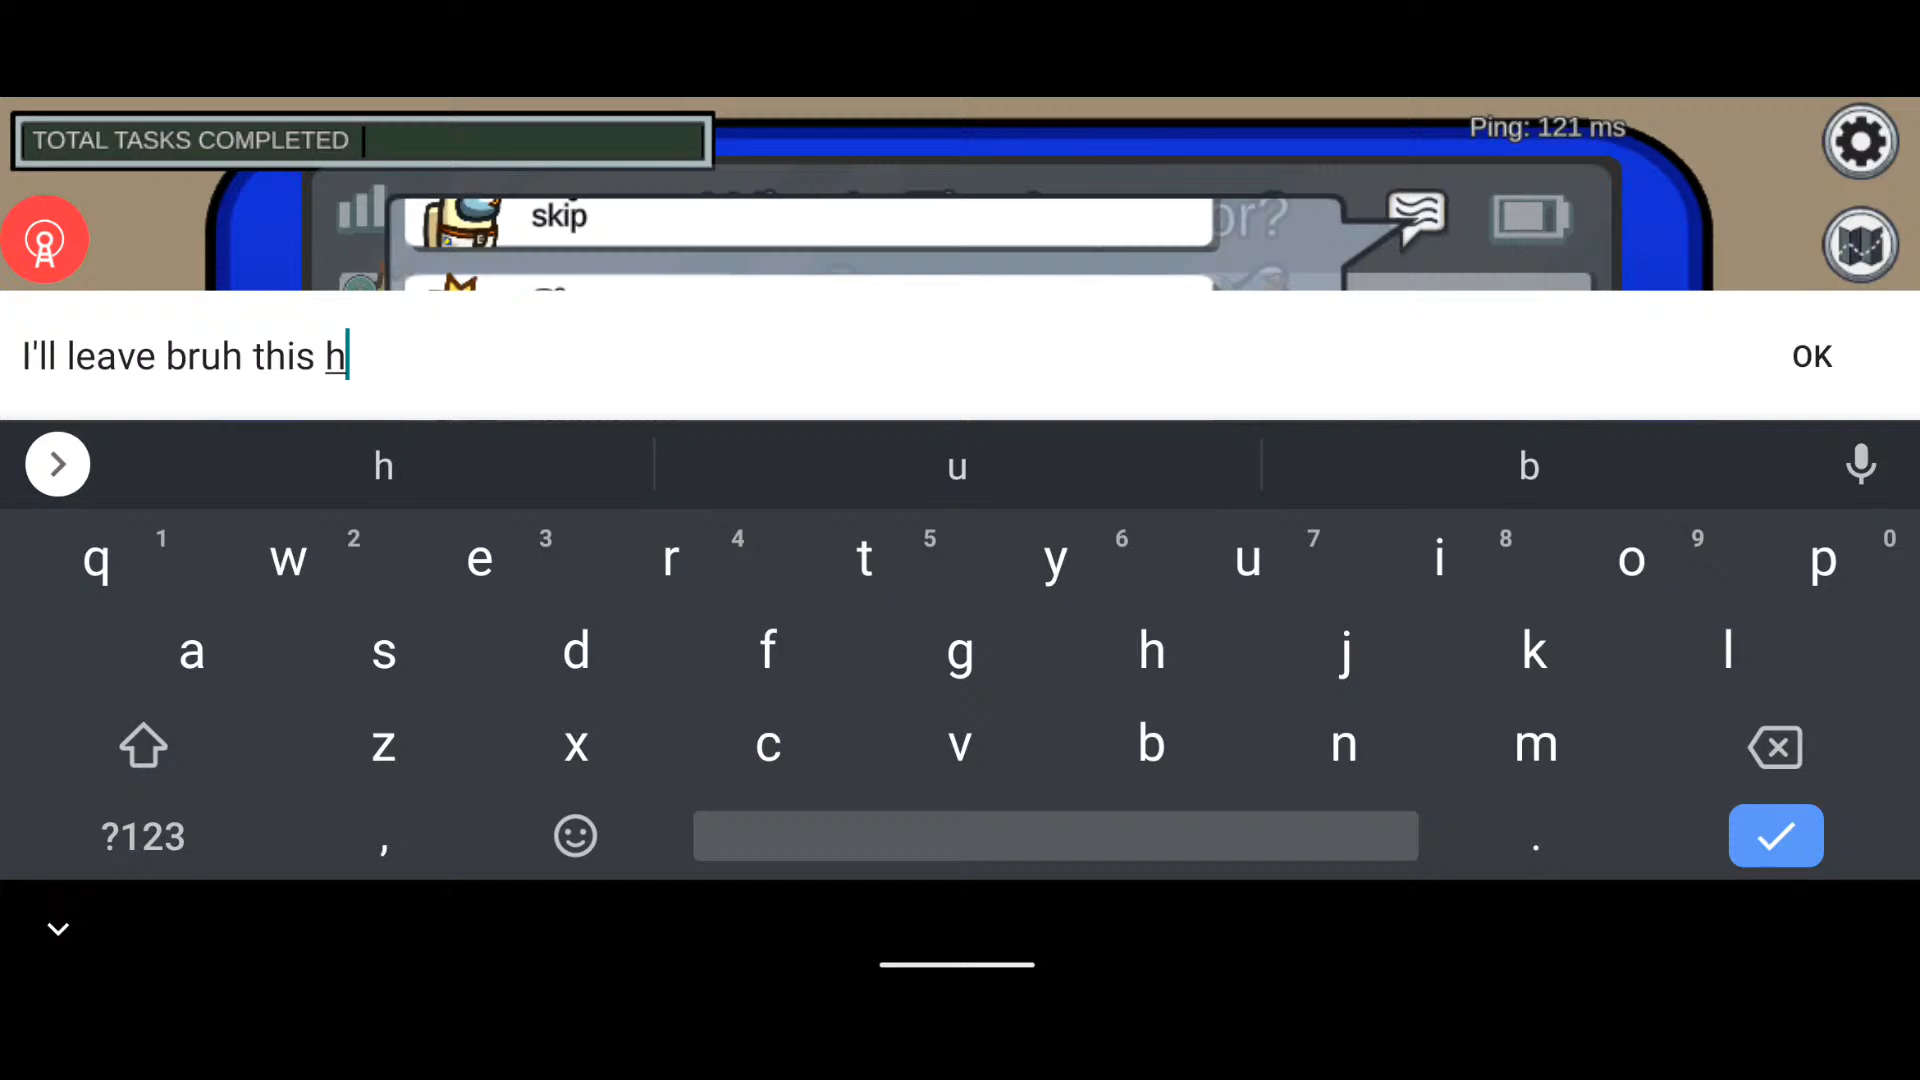 TOTAL TASKS COMPLETED
Ping: 121 ms
skip
or?
I'll leave bruh this h
OK
h u b
q 1 w 2 e 3 r 4 t 5 y 6 u 7 i 8 o 9 p 0
a s d f g h j k l
z x c v b n m
?123 , .